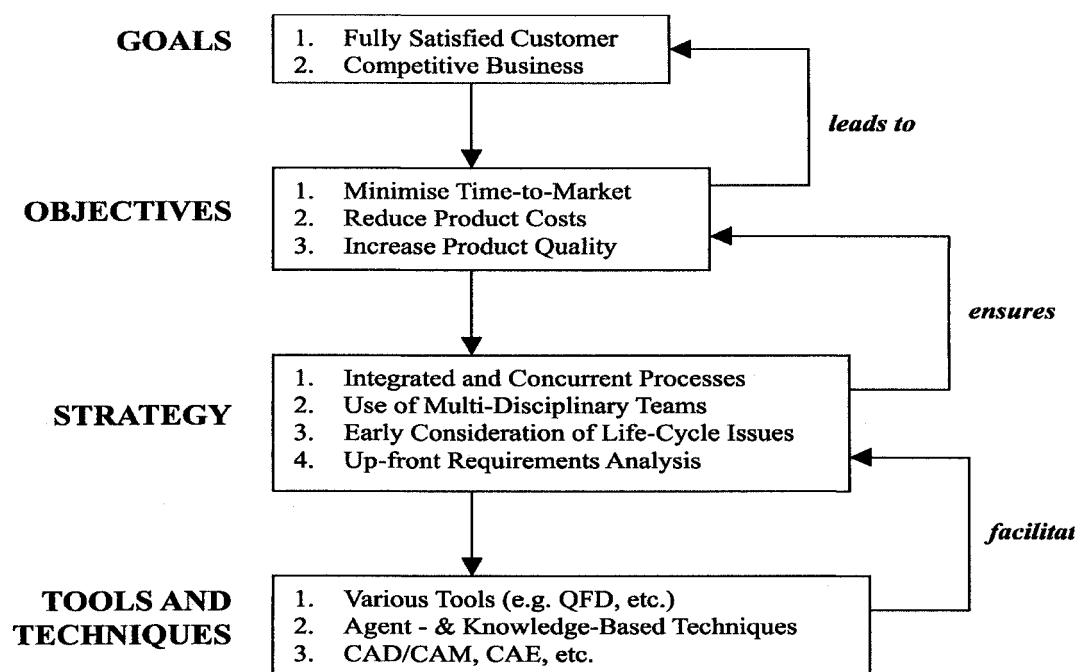 GOALS
1. Fully Satisfied Customer
2. Competitive Business
leads to
OBJECTIVES
1. Minimise Time-to-Market
2. Reduce Product Costs
3. Increase Product Quality
ensures
STRATEGY
1. Integrated and Concurrent Processes
2. Use of Multi-Disciplinary Teams
3. Early Consideration of Life-Cycle Issues
4. Up-front Requirements Analysis
facilitat
TOOLS AND
TECHNIQUES
1. Various Tools (e.g. QFD, etc.)
2. Agent - & Knowledge-Based Techniques
3. CAD/CAM, CAE, etc.